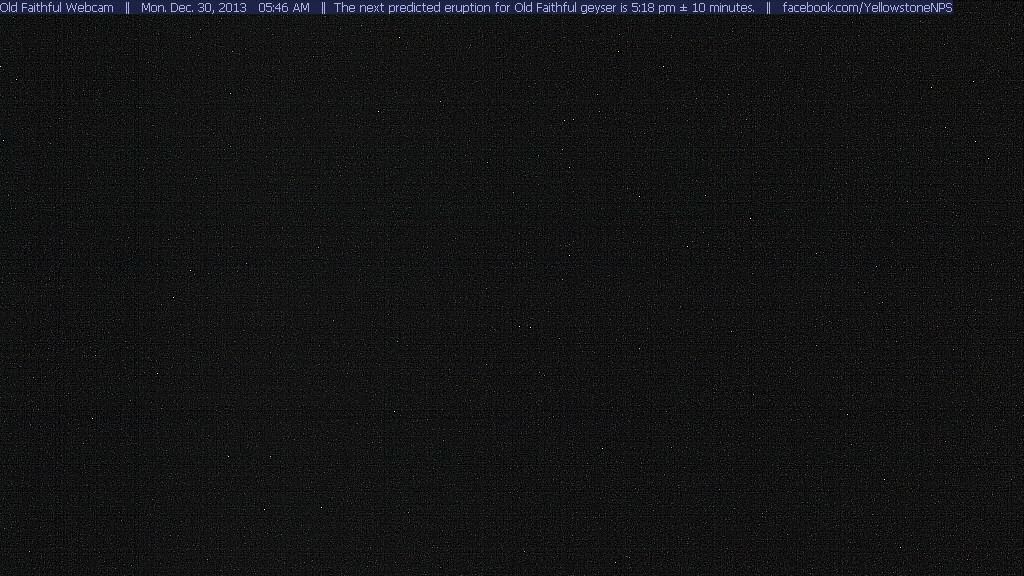 Old Faithful Webcam || Mon. Dec. 30, 2013 05:46 AM || The next predicted eruption for Old Faithful geyser is 5:18 pm ± 10 minutes. || facebook.com/YellowstoneNPS